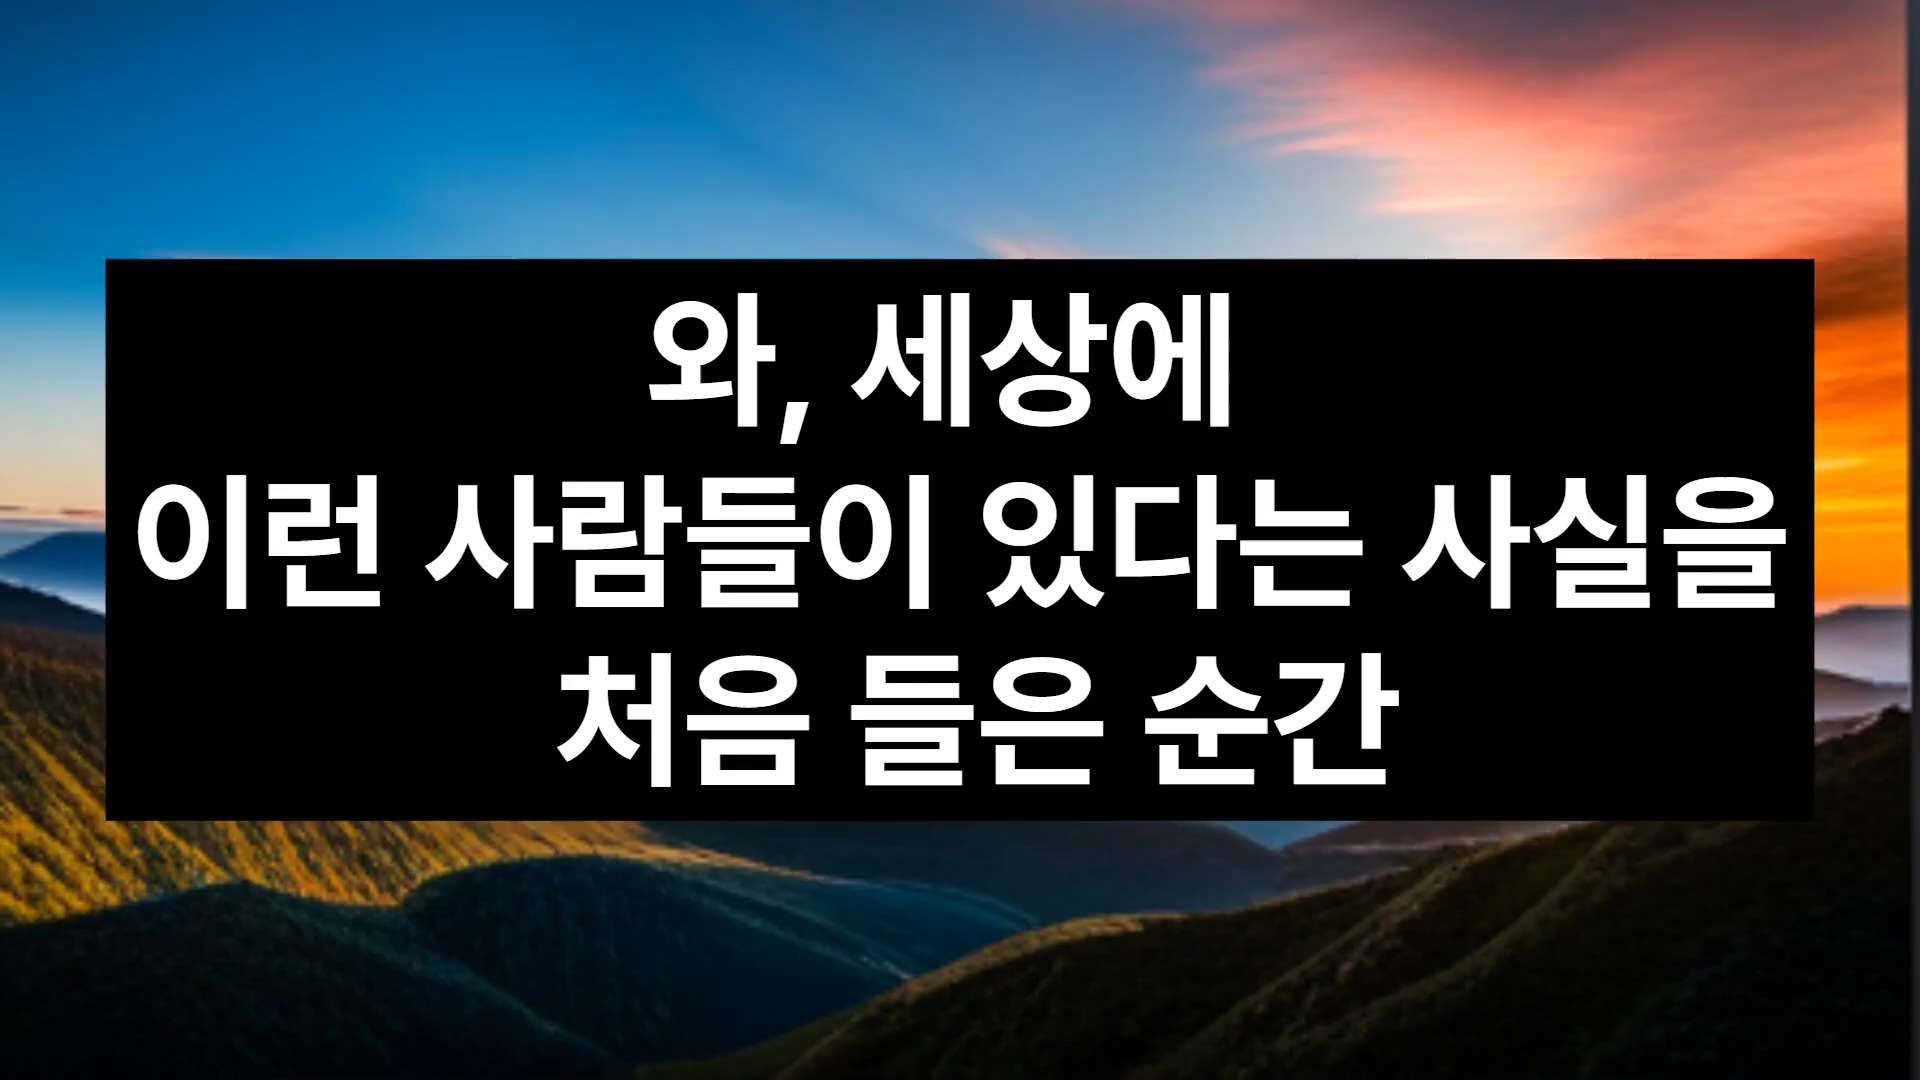 와, 세상에
이런 사람들이 있다는 사실을
처음 들은 순간